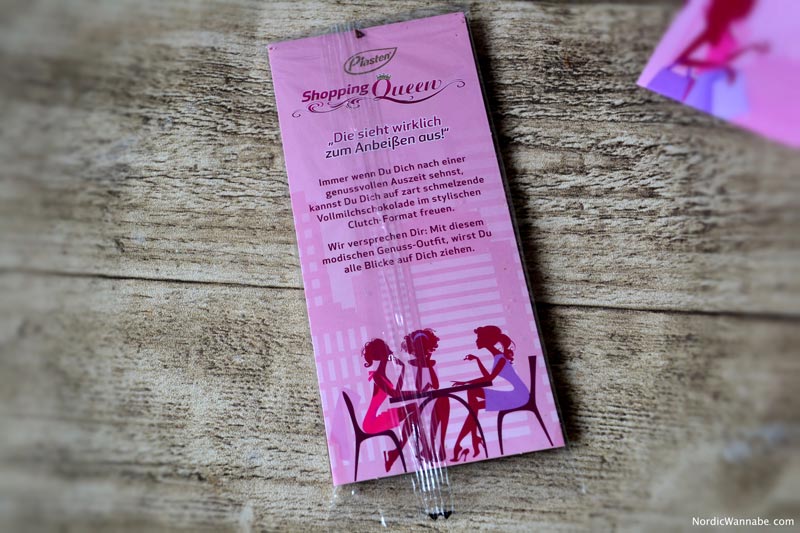 Piasten
Shopping Queen
„Die sieht wirklich
zum Anbeißen aus!“
Immer wenn Du Dich nach einer
genussvollen Auszeit sehnst,
kannst Du Dich auf zart schmelzende
Vollmilchschokolade im stylischen
Clutch-Format freuen.
Wir versprechen Dir: Mit diesem
modischen Genuss-Outfit, wirst Du
alle Blicke auf Dich ziehen.
NordicWannabe.com